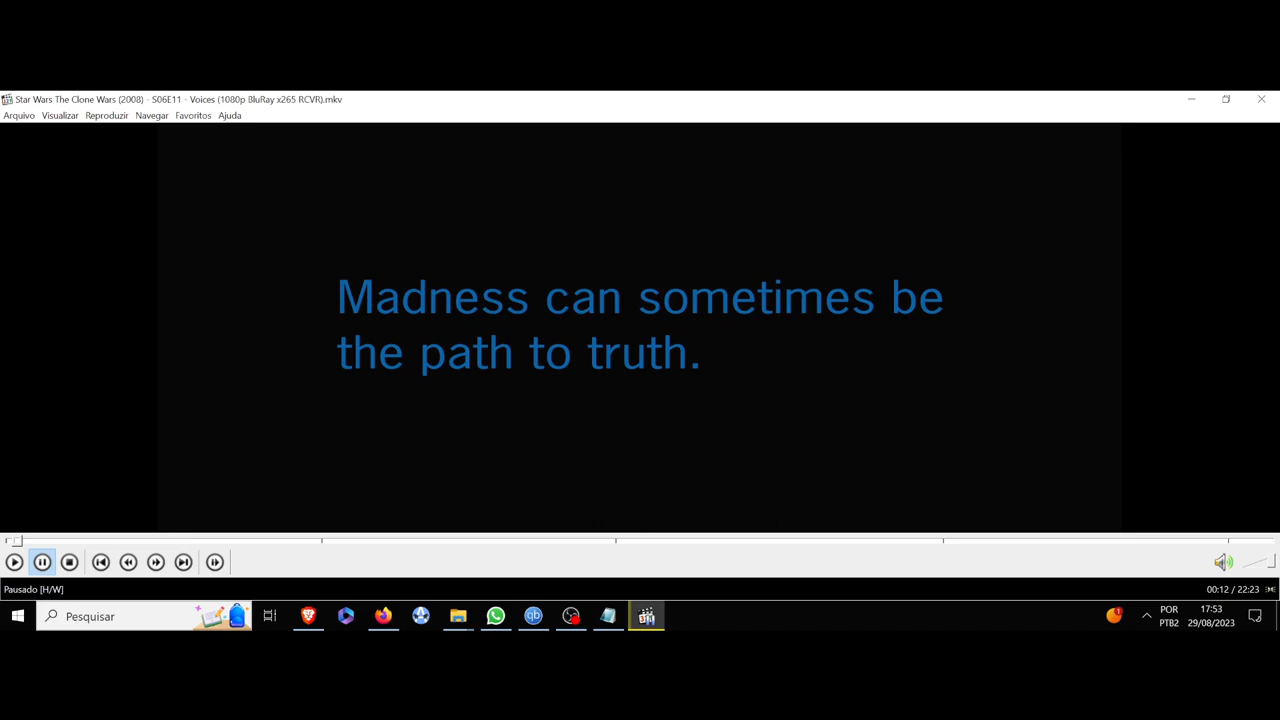 Star Wars The Clone Wars (2008) - S06E11 - Voices (1080p BluRay x265 RCVR).mkv
Arquivo Visualizar Reproduzir Navegar Favoritos Ajuda
Madness can sometimes be
the path to truth.
Pausado [H/W]
00:12 / 22:23
Pesquisar
qb
1
POR
PTB2
17:53
29/08/2023